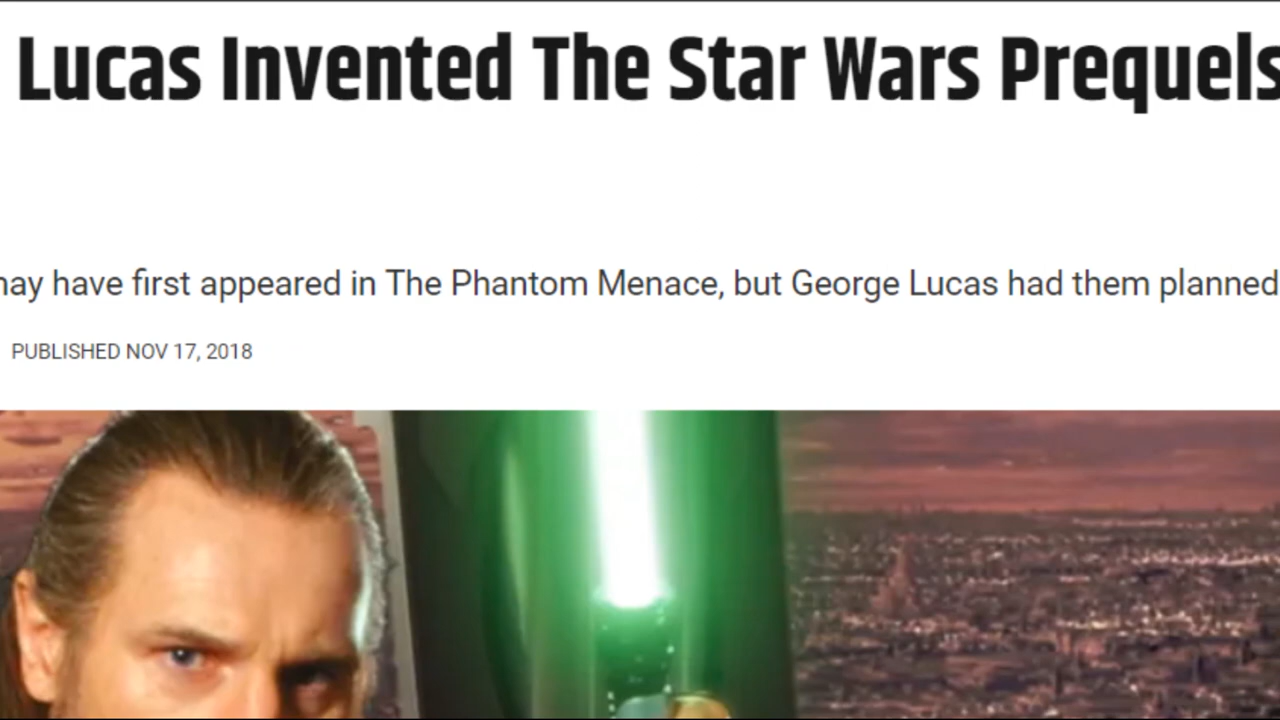 Lucas Invented The Star Wars Prequels
may have first appeared in The Phantom Menace, but George Lucas had them planned
PUBLISHED NOV 17, 2018